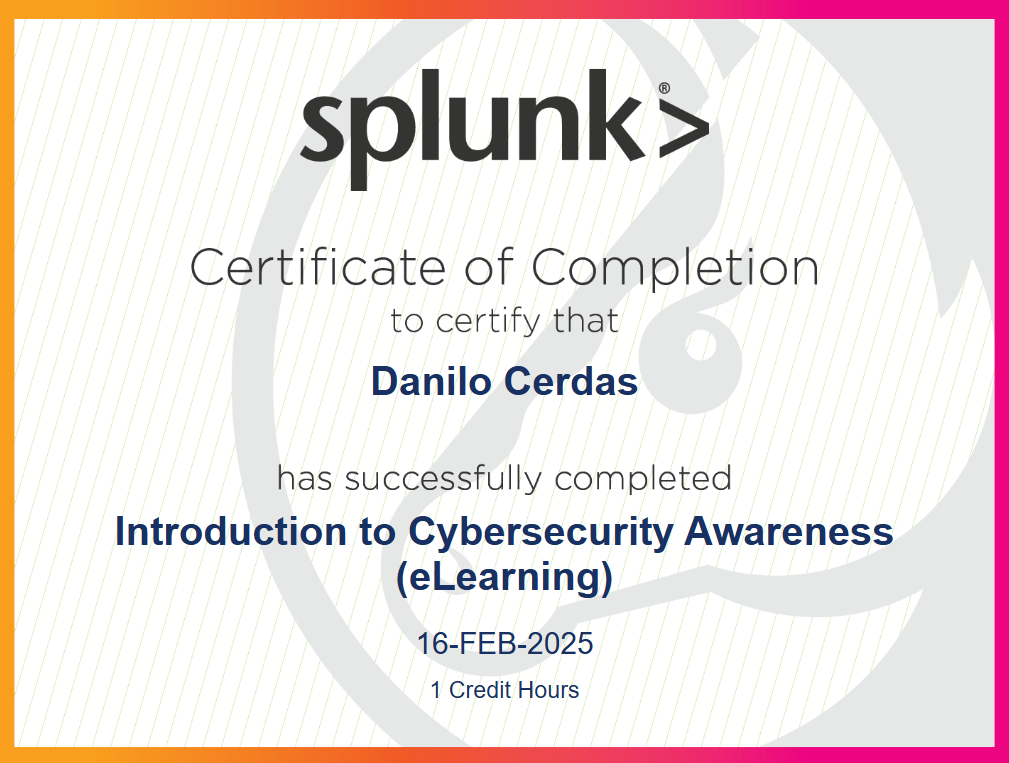 splunk>®
Certificate of Completion
to certify that
Danilo Cerdas
has successfully completed
Introduction to Cybersecurity Awareness
(eLearning)
16-FEB-2025
1 Credit Hours